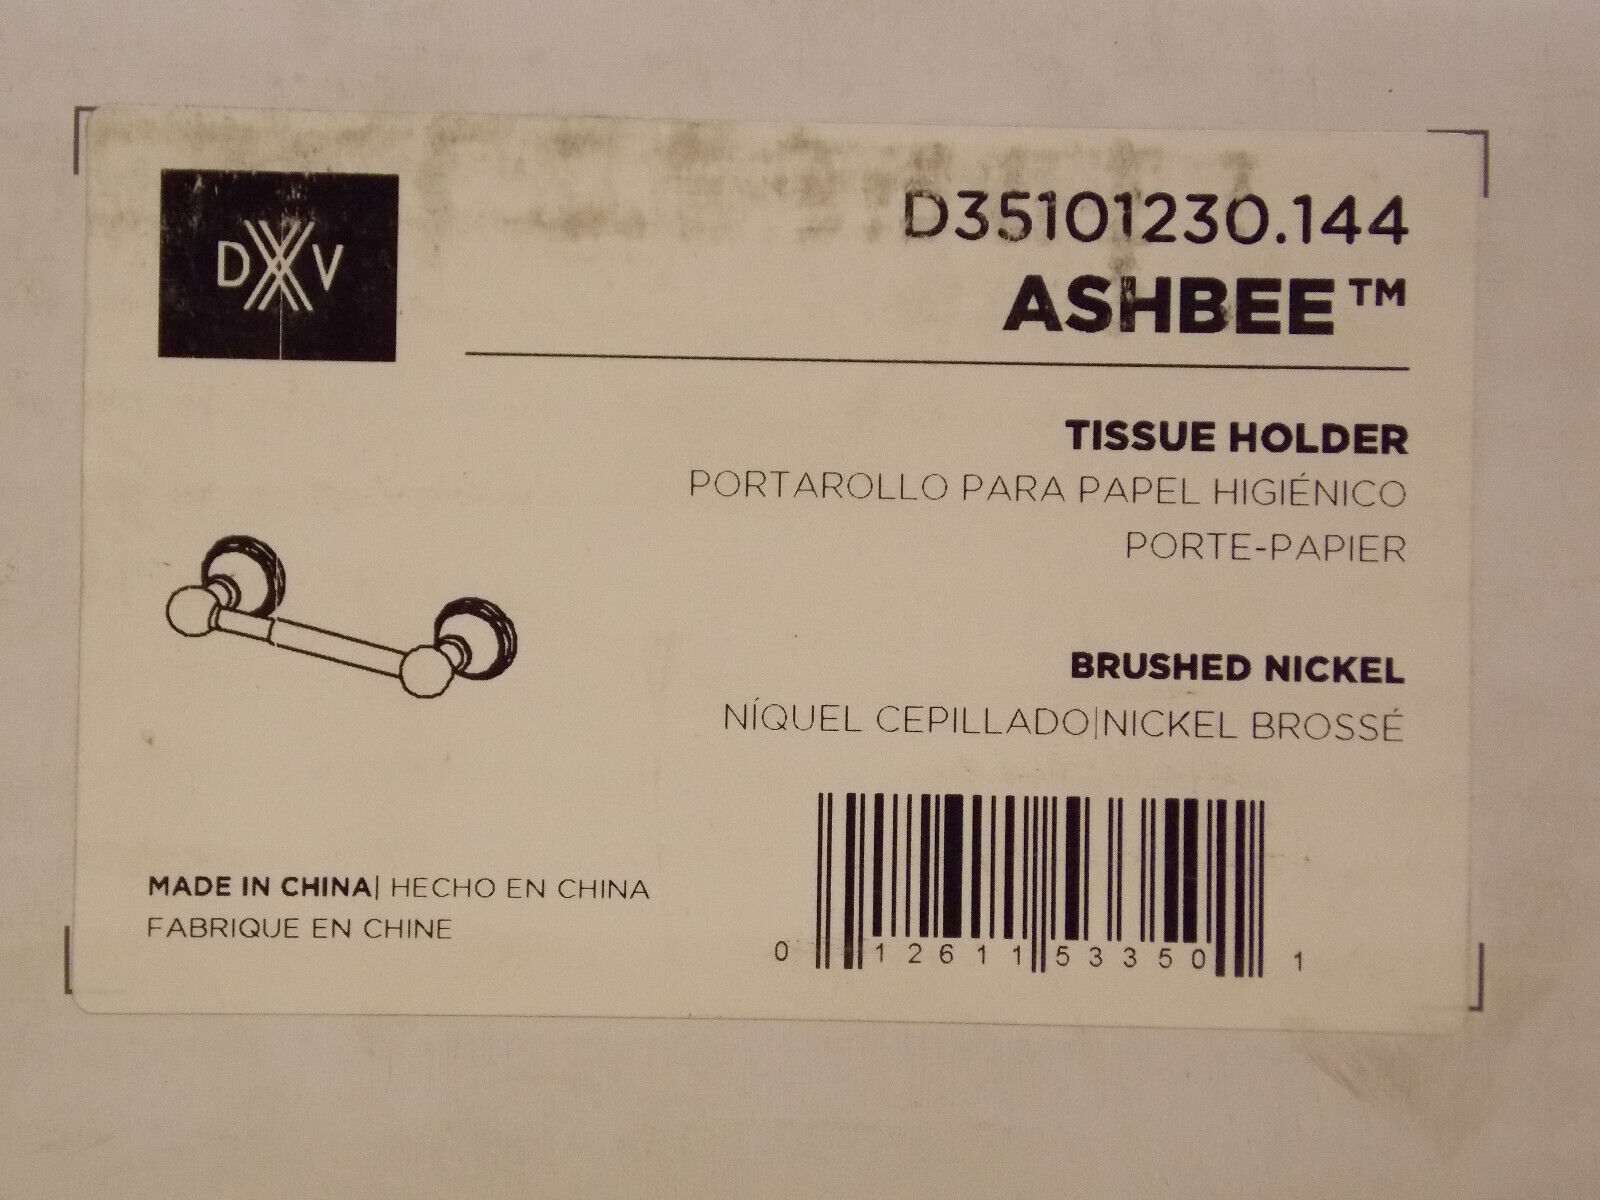 DXV
D35101230.144
ASHBEE™
TISSUE HOLDER
PORTAROLLO PARA PAPEL HIGIÉNICO
PORTE-PAPIER
BRUSHED NICKEL
NÍQUEL CEPILLADO|NICKEL BROSSÉ
MADE IN CHINA| HECHO EN CHINA
FABRIQUE EN CHINE
0 12611 53350 1